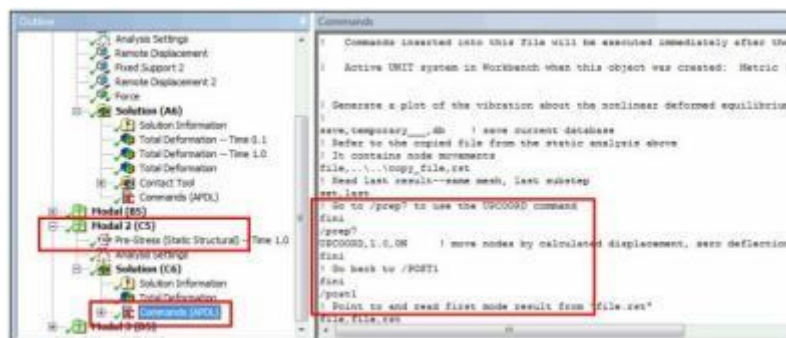 Outline
Analysis Settings
Remote Displacement
Fixed Support 2
Remote Displacement 2
Force
Solution (A6)
Solution Information
Total Deformation -- Time 0.1
Total Deformation -- Time 1.0
Total Deformation
Contact Tool
Commands (APDL)
Modal (B5)
Modal 2 (C5)
Pre-Stress (Static Structural) -- Time 1.0
Analysis Settings
Solution (C6)
Solution Information
Total Deformation
Commands (APDL)
Modal 3 (D5)
Commands
! Commands inserted into this file will be executed immediately after the
! Active UNIT system in Workbench when this object was created: Metric
! Generate a plot of the vibration about the nonlinear deformed equilibriu
!
save,temporary___,db ! save current database
! Refer to the copied file from the static analysis above
! It contains node movements
file,..\..\copy_file,rst
! Read last result--same mesh, last substep
set,last
! Go to /prep7 to use the UPCOORD command
fini
/prep7
UPCOORD,1.0,ON ! move nodes by calculated displacement, zero deflection
fini
! Go back to /POST1
fini
/post1
! Point to and read first mode result from "file.rst"
file,file,rst